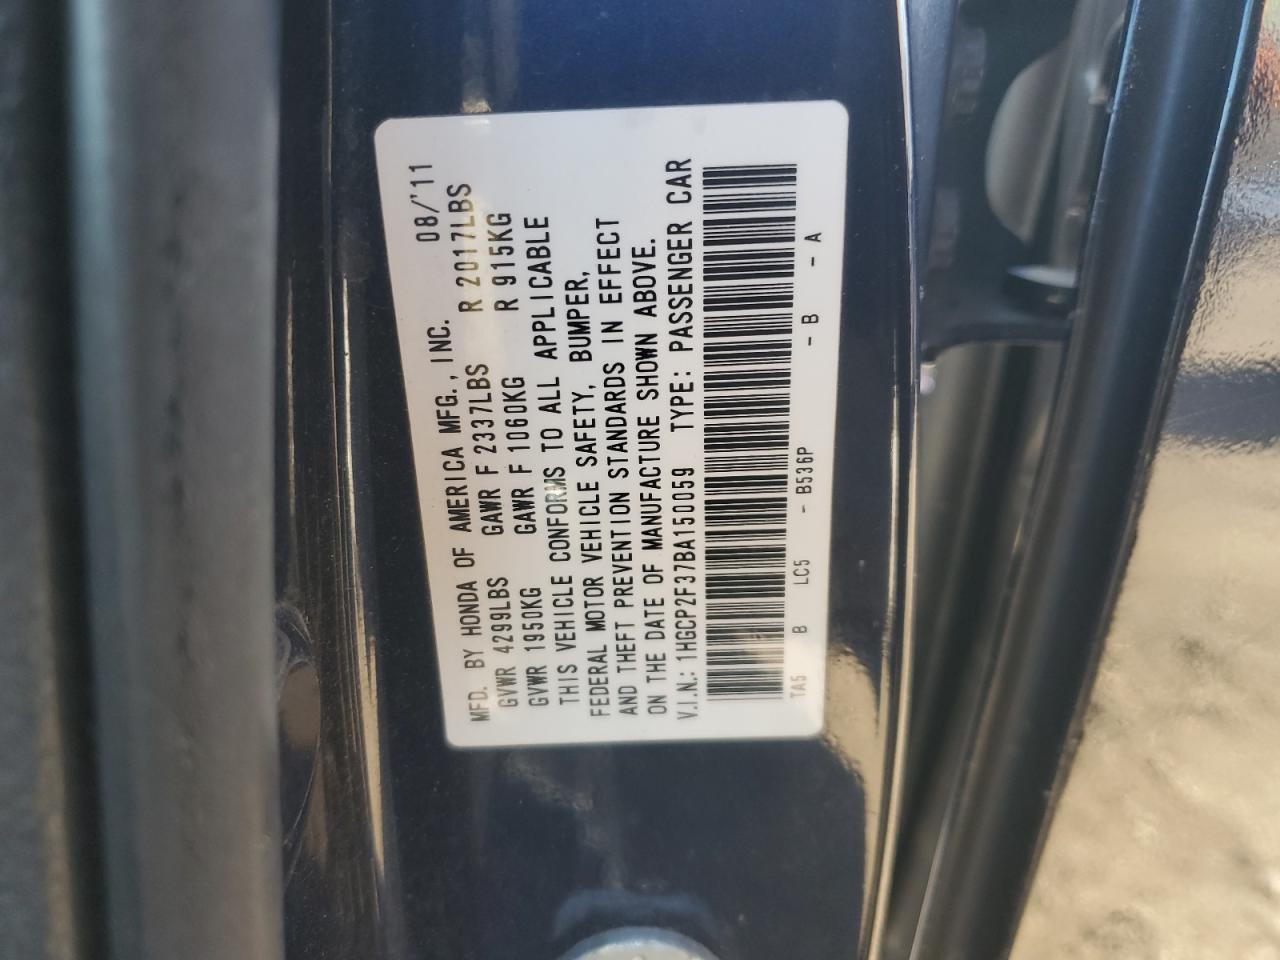 MFD. BY HONDA OF AMERICA MFG., INC. 08/'11
GVWR 4299LBS GAWR F 2337LBS R 2017LBS
GVWR 1950KG GAWR F 1060KG R 915KG
THIS VEHICLE CONFORMS TO ALL APPLICABLE
FEDERAL MOTOR VEHICLE SAFETY, BUMPER,
AND THEFT PREVENTION STANDARDS IN EFFECT
ON THE DATE OF MANUFACTURE SHOWN ABOVE.
V.I.N.: 1HGCP2F37BA150059 TYPE: PASSENGER CAR
TA5 B LC5 - B536P - B - A